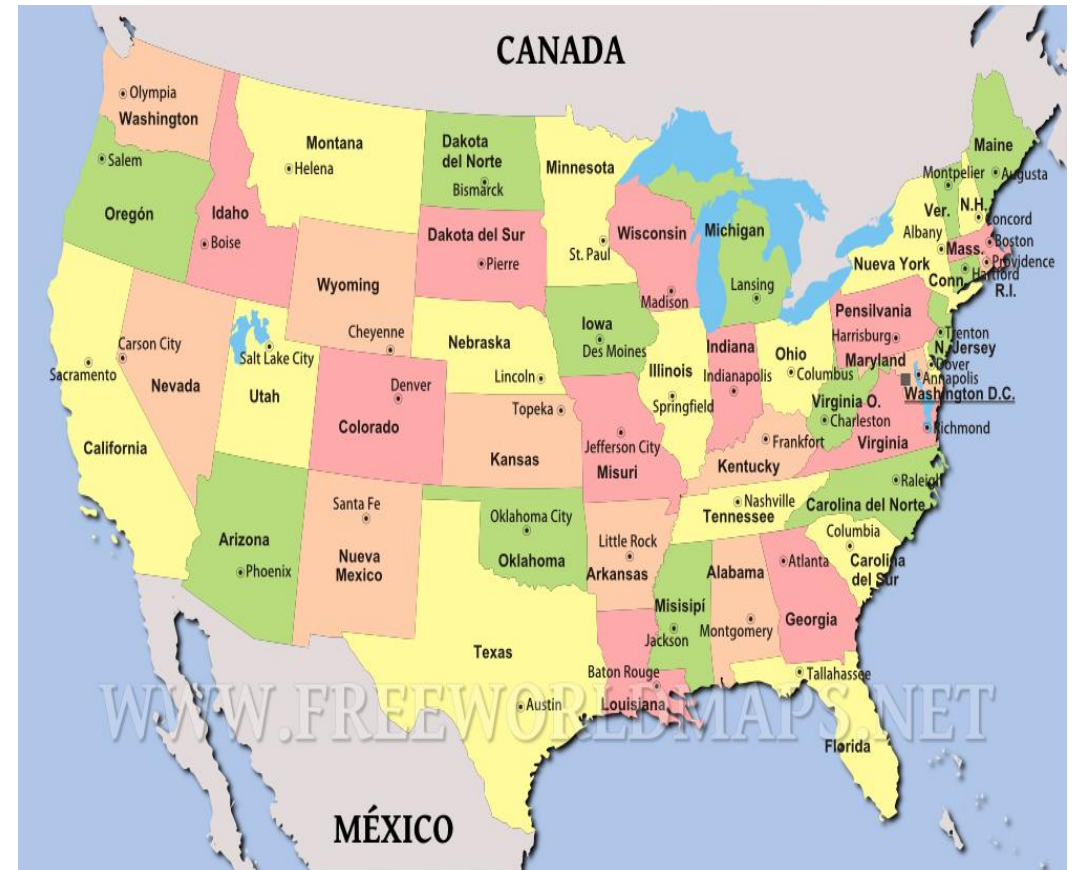 CANADA
Olympia
Washington
Salem
Oregón
Idaho
Boise
Montana
Helena
Dakota
del Norte
Bismarck
Minnesota
St. Paul
Dakota del Sur
Pierre
Wyoming
Cheyenne
Wisconsin
Madison
Michigan
Lansing
Maine
Augusta
Montpelier
Ver.
N.H.
Concord
Albany
Mass.
Boston
Providence
Nueva York
Hartford
Conn.
R.I.
Nebraska
Lincoln
Iowa
Des Moines
Illinois
Springfield
Indiana
Indianapolis
Ohio
Columbus
Pensilvania
Harrisburg
Trenton
N. Jersey
Maryland
Dover
Annapolis
Washington D.C.
Virginia O.
Charleston
Richmond
Virginia
Carson City
Sacramento
Nevada
California
Salt Lake City
Utah
Denver
Colorado
Topeka
Kansas
Jefferson City
Misuri
Frankfort
Kentucky
Nashville
Tennessee
Raleigh
Carolina del Norte
Columbia
Carolina
del Sur
Arizona
Phoenix
Santa Fe
Nueva
Mexico
Oklahoma City
Oklahoma
Little Rock
Arkansas
Misisipí
Jackson
Alabama
Montgomery
Atlanta
Georgia
Texas
Austin
Baton Rouge
Louisiana
Tallahassee
Florida
WWW.FREEWORLDMAPS.NET
MÉXICO